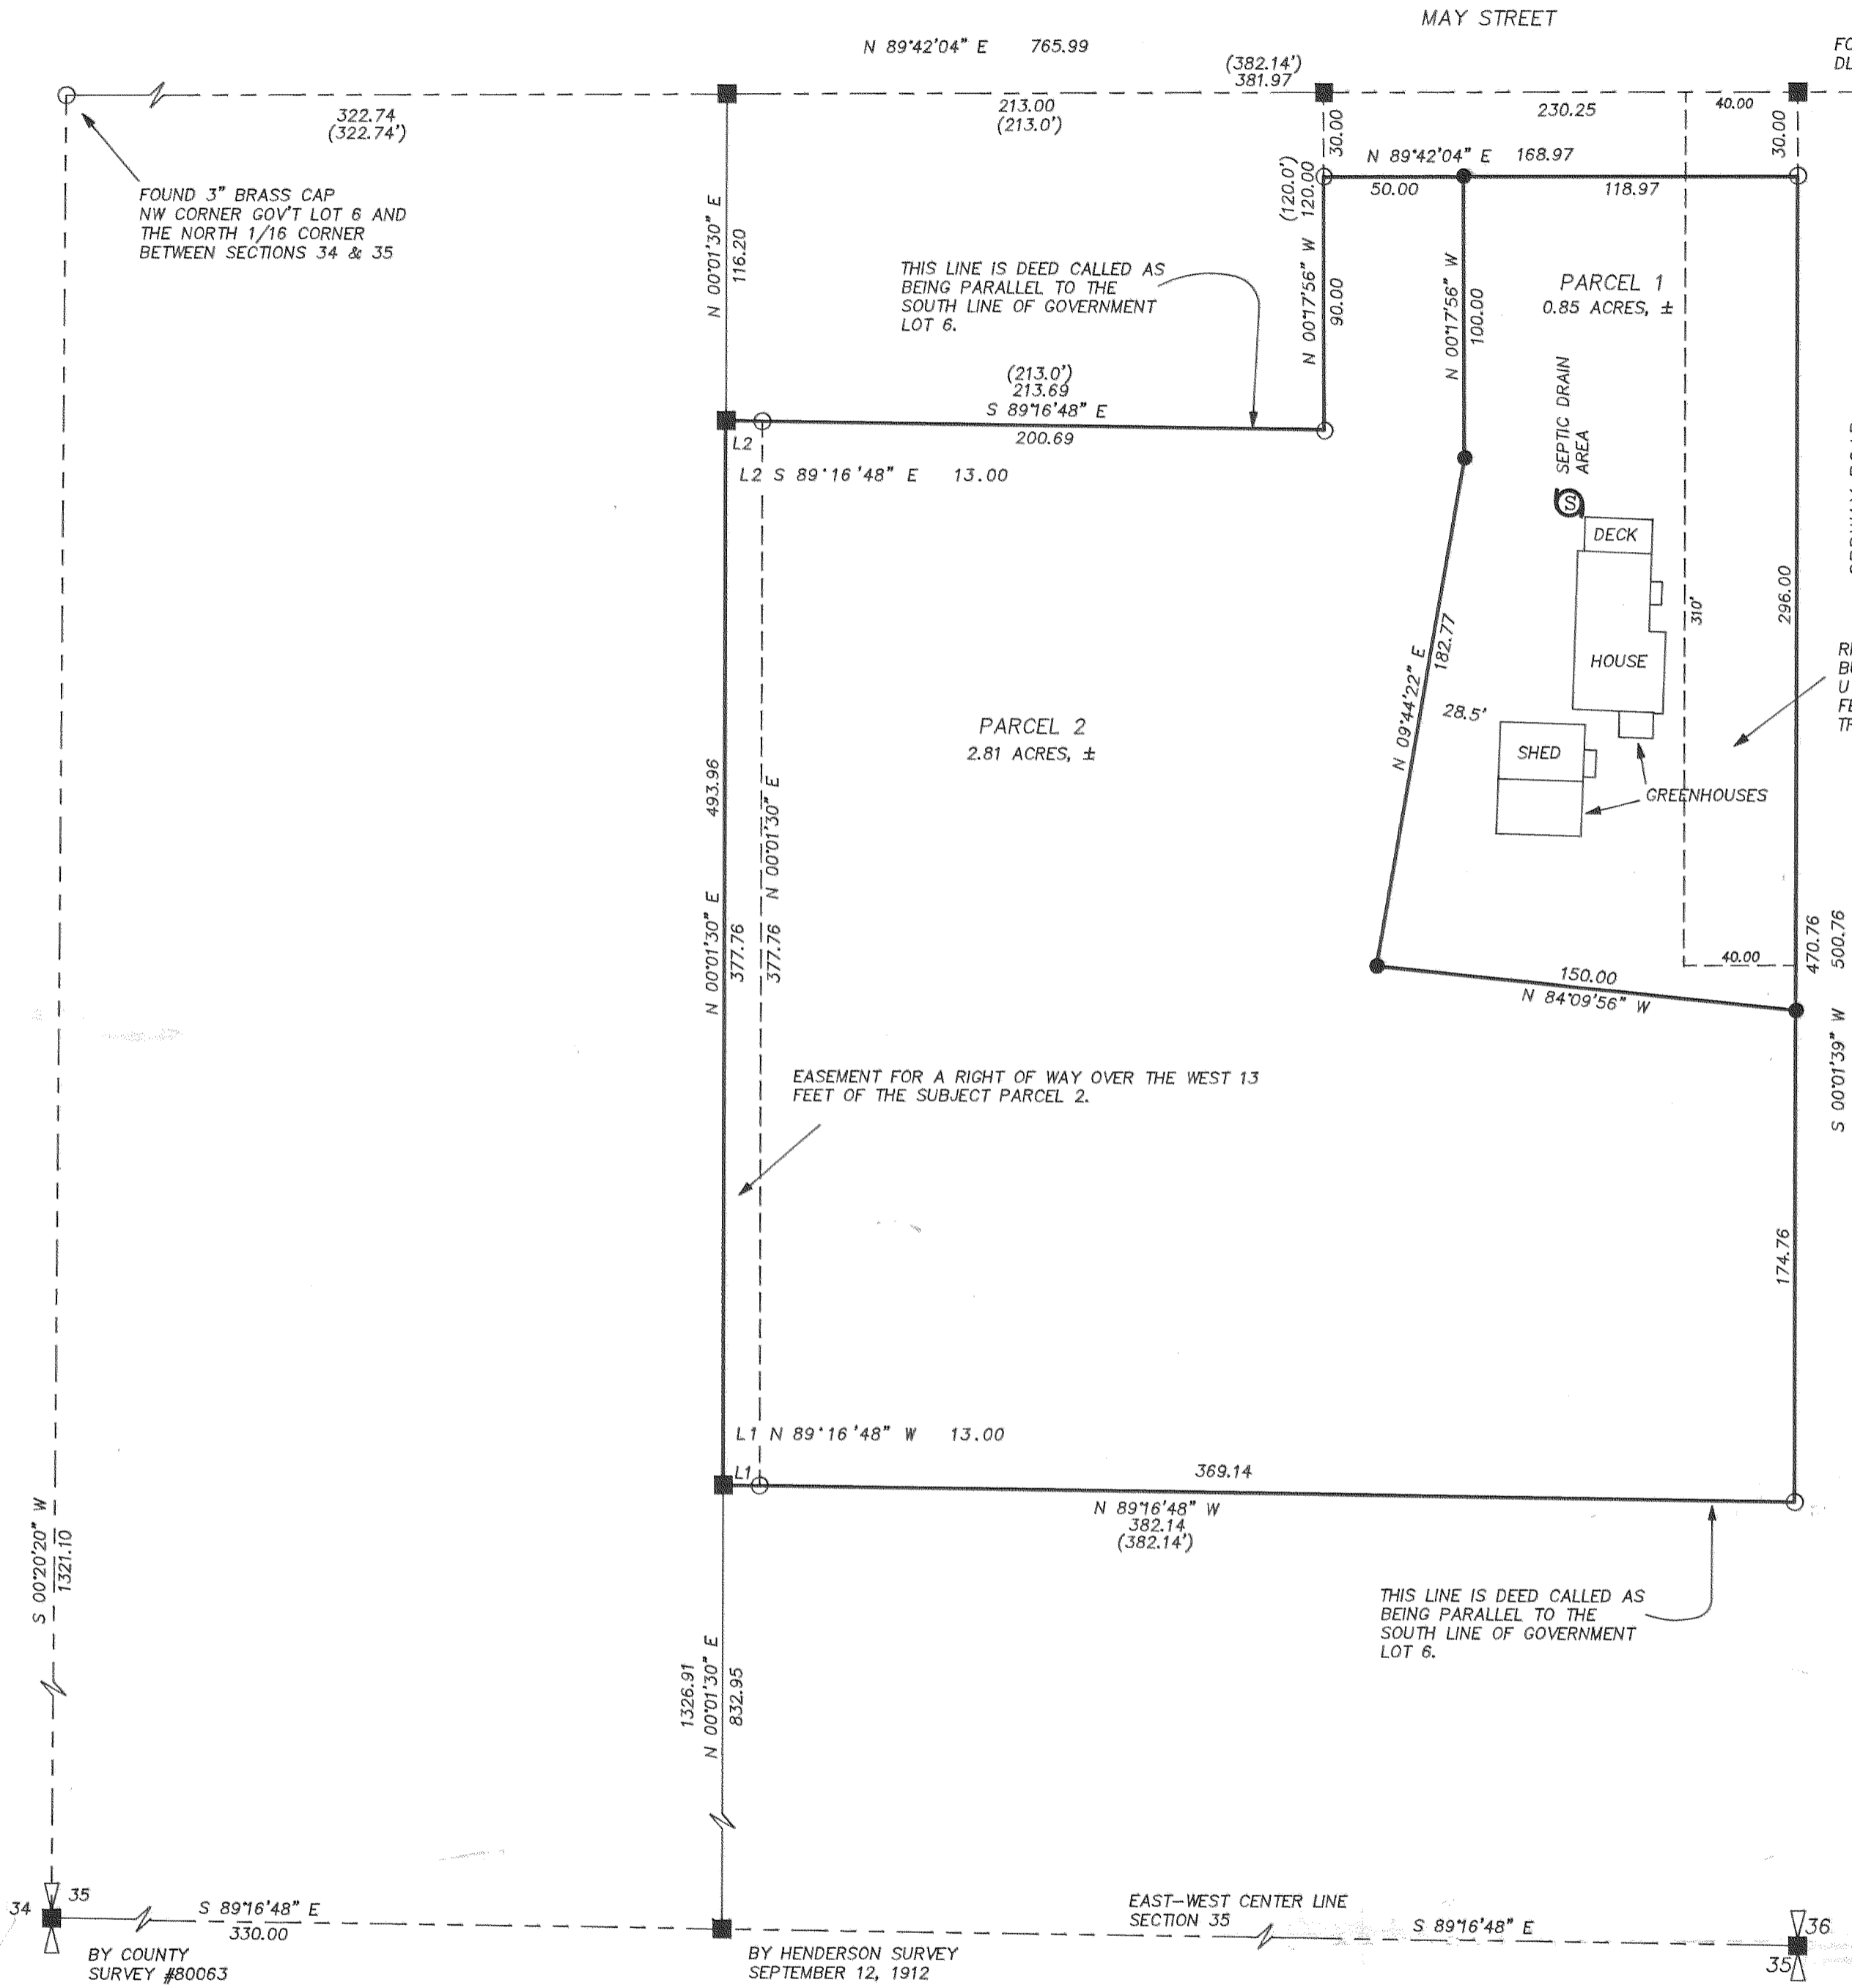 MAY STREET
N 89°42'04" E 765.99
(382.14')
381.97
322.74
(322.74')
213.00
(213.0')
230.25
40.00
30.00
30.00
FOUND 3" BRASS CAP
NW CORNER GOV'T LOT 6 AND
THE NORTH 1/16 CORNER
BETWEEN SECTIONS 34 & 35
N 89°42'04" E 168.97
50.00
118.97
N 00°01'30" E
116.20
(120.0')
120.00
N 00°17'56" W
90.00
N 00°17'56" W
100.00
THIS LINE IS DEED CALLED AS
BEING PARALLEL TO THE
SOUTH LINE OF GOVERNMENT
LOT 6.
PARCEL 1
0.85 ACRES, ±
(213.0')
213.69
S 89°16'48" E
200.69
L2
L2 S 89°16'48" E 13.00
SEPTIC DRAIN
AREA
S
DECK
HOUSE
310'
296.00
N 09°44'22" E
182.77
28.5'
SHED
GREENHOUSES
PARCEL 2
2.81 ACRES, ±
493.96
N 00°01'30" E
377.76
377.76 N 00°01'30" E
40.00
150.00
N 84°09'56" W
470.76
500.76
S 00°01'39" W
EASEMENT FOR A RIGHT OF WAY OVER THE WEST 13
FEET OF THE SUBJECT PARCEL 2.
174.76
L1 N 89°16'48" W 13.00
L1
369.14
N 89°16'48" W
382.14
(382.14')
S 00°20'20" W
1321.10
THIS LINE IS DEED CALLED AS
BEING PARALLEL TO THE
SOUTH LINE OF GOVERNMENT
LOT 6.
1326.91
N 00°01'30" E
832.95
34
35
S 89°16'48" E
330.00
BY COUNTY
SURVEY #80063
BY HENDERSON SURVEY
SEPTEMBER 12, 1912
EAST-WEST CENTER LINE
SECTION 35
S 89°16'48" E
36
35